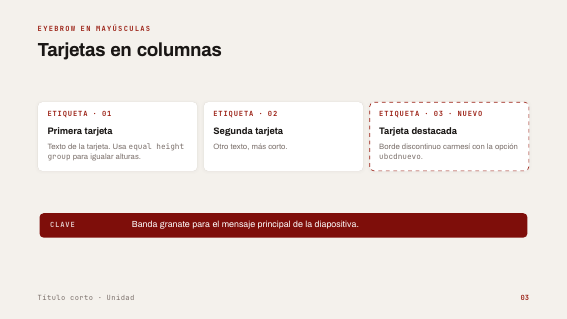 EYEBROW EN MAYÚSCULAS
Tarjetas en columnas
ETIQUETA · 01
Primera tarjeta
Texto de la tarjeta. Usa equal height
group para igualar alturas.
ETIQUETA · 02
Segunda tarjeta
Otro texto, más corto.
ETIQUETA · 03 · NUEVO
Tarjeta destacada
Borde discontinuo carmesí con la opción
ubcdnuevo.
CLAVE
Banda granate para el mensaje principal de la diapositiva.
Título corto · Unidad
03